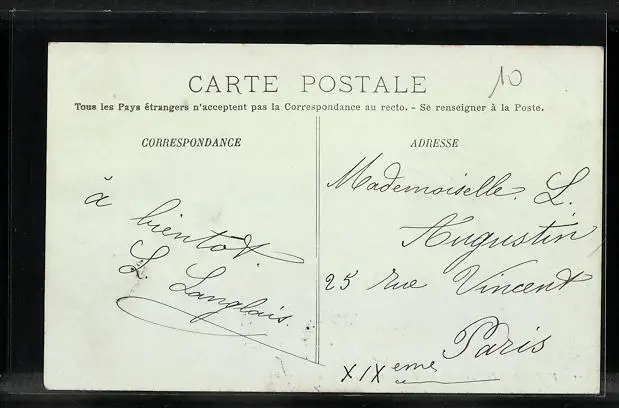 CARTE POSTALE
10
Tous les Pays étrangers n'acceptent pas la Correspondance au recto. - Se renseigner à la Poste.
CORRESPONDANCE
à bientôt.
L. Langlais.
ADRESSE
Mademoiselle. L.
Augustin
25 rue Vincent
Paris
XIXeme